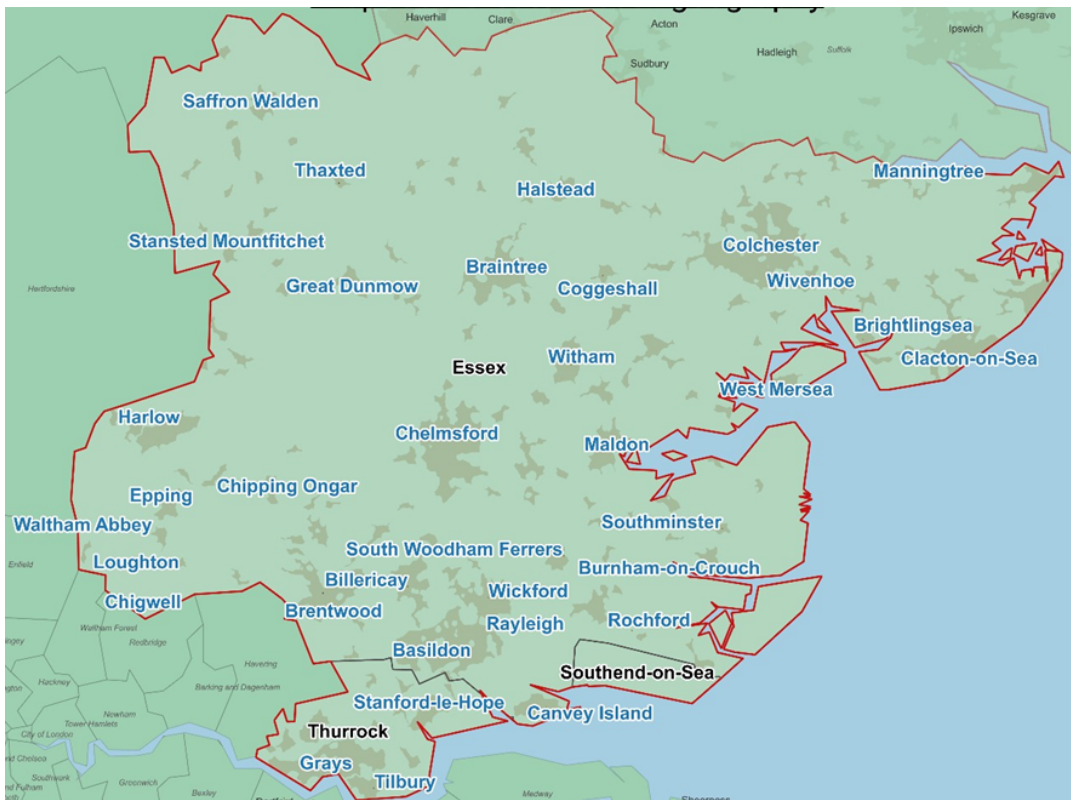 Haverhill
Clare
Acton
Kesgrave
Ipswich
Hadleigh
Suffolk
Sudbury
Saffron Walden
Thaxted
Halstead
Manningtree
Stansted Mountfitchet
Colchester
Braintree
Wivenhoe
Great Dunmow
Coggeshall
Hertfordshire
Brightlingsea
Witham
Clacton-on-Sea
Essex
West Mersea
Harlow
Chelmsford
Maldon
Chipping Ongar
Epping
Waltham Abbey
Southminster
South Woodham Ferrers
Loughton
Enfield
Burnham-on-Crouch
Billericay
Wickford
Chigwell
Brentwood
Rochford
Rayleigh
Waltham Forest
Redbridge
Basildon
Havering
Southend-on-Sea
Hackney
Barking and Dagenham
Stanford-le-Hope
Canvey Island
Newham
Tower Hamlets
Thurrock
City of London
Grays
Southwark
Greenwich
Tilbury
Bexley
Medway